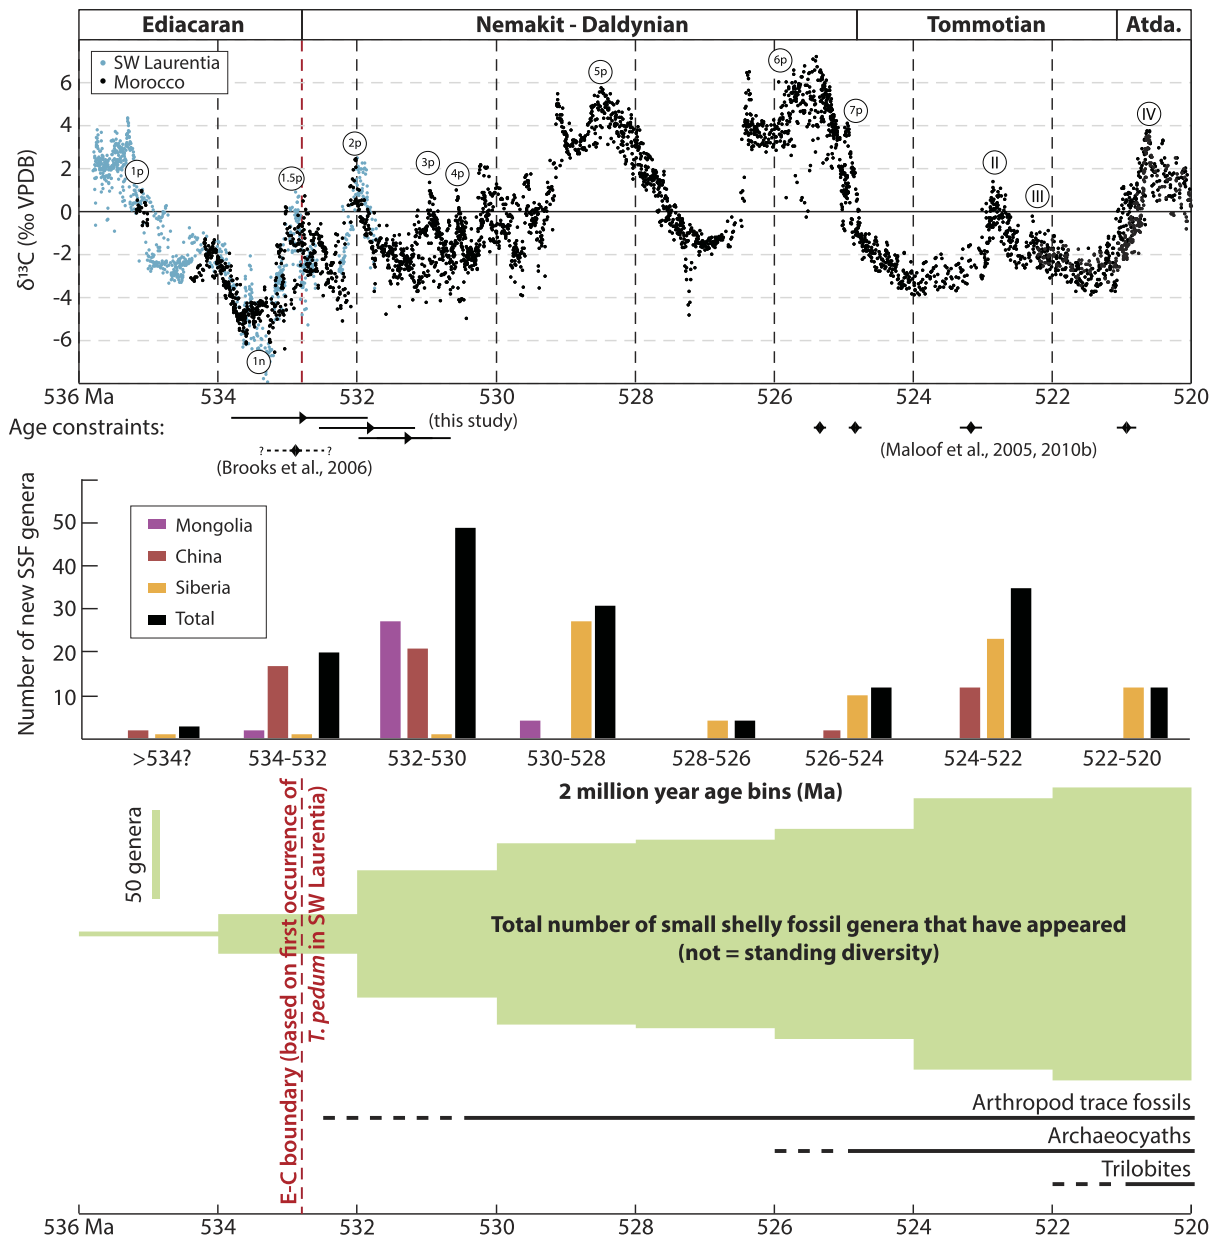 Ediacaran
Nemakit - Daldynian
Tommotian
Atda.
SW Laurentia
Morocco
δ¹³C (‰ VPDB)
6
4
2
0
-2
-4
-6
1p
1n
1.5p
2p
3p
4p
5p
6p
7p
II
III
IV
536 Ma
534
532
530
528
526
524
522
520
Age constraints:
(this study)
? ?
(Brooks et al., 2006)
(Maloof et al., 2005, 2010b)
Number of new SSF genera
50
40
30
20
10
Mongolia
China
Siberia
Total
>534?
534-532
532-530
530-528
528-526
526-524
524-522
522-520
2 million year age bins (Ma)
50 genera
E-C boundary (based on first occurrence of
T. pedum in SW Laurentia)
Total number of small shelly fossil genera that have appeared
(not = standing diversity)
Arthropod trace fossils
Archaeocyaths
Trilobites
536 Ma
534
532
530
528
526
524
522
520